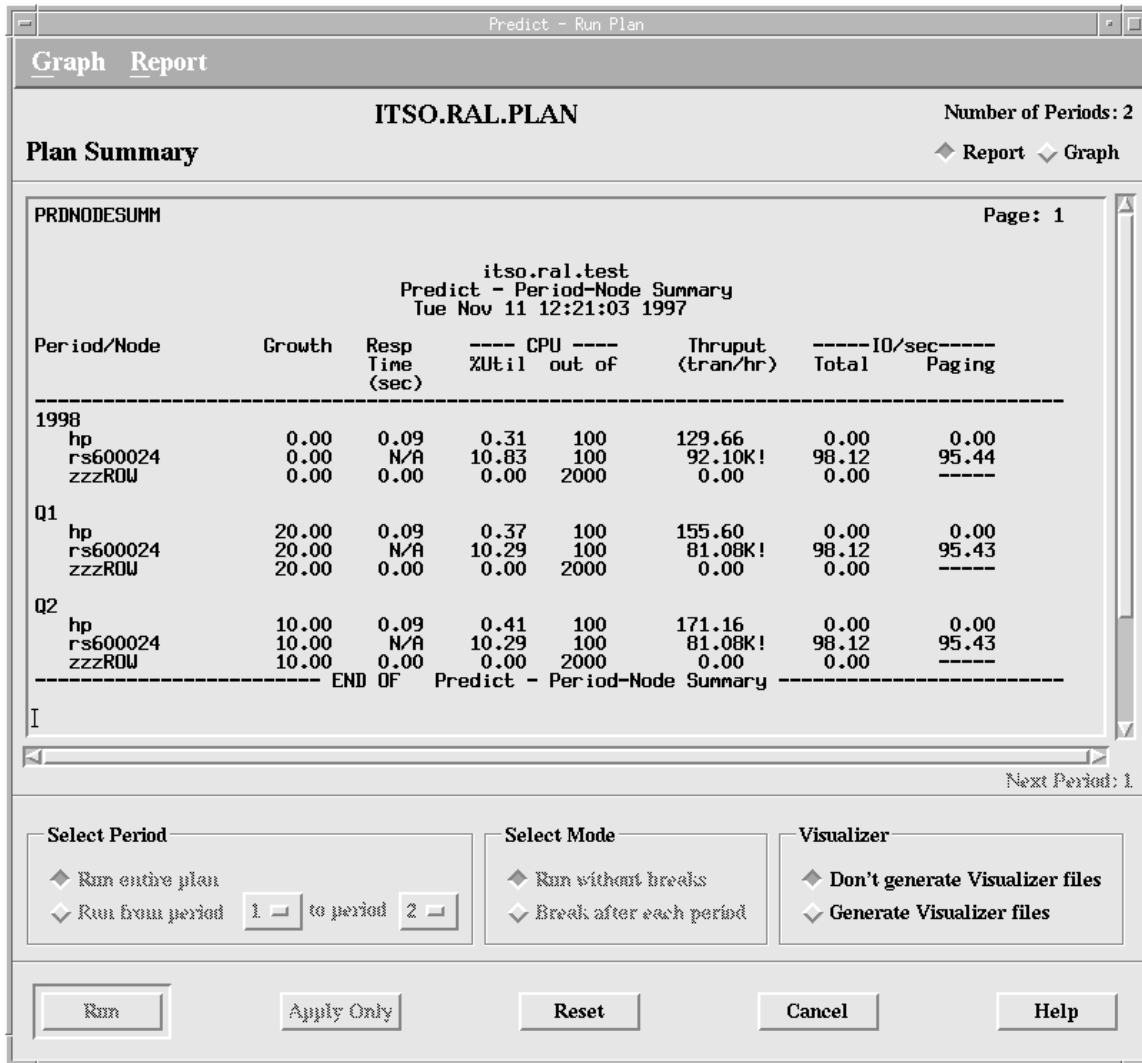 Predict - Run Plan
Graph Report
ITSO.RAL.PLAN Number of Periods: 2
Plan Summary Report Graph
PRDNODESUMM Page: 1
itso.ral.test
Predict - Period-Node Summary
Tue Nov 11 12:21:03 1997
Period/Node Growth Resp ---- CPU ---- Thruput -----IO/sec-----
Time %Util out of (tran/hr) Total Paging
(sec)
1998
hp 0.00 0.09 0.31 100 129.66 0.00 0.00
rs600024 0.00 N/A 10.83 100 92.10K! 98.12 95.44
zzzROW 0.00 0.00 0.00 2000 0.00 0.00 -----
Q1
hp 20.00 0.09 0.37 100 155.60 0.00 0.00
rs600024 20.00 N/A 10.29 100 81.08K! 98.12 95.43
zzzROW 20.00 0.00 0.00 2000 0.00 0.00 -----
Q2
hp 10.00 0.09 0.41 100 171.16 0.00 0.00
rs600024 10.00 N/A 10.29 100 81.08K! 98.12 95.43
zzzROW 10.00 0.00 0.00 2000 0.00 0.00 -----
------------------------- END OF Predict - Period-Node Summary -------------------------
Next Period: 1
Select Period
Run entire plan
Run from period 1 to period 2
Select Mode
Run without breaks
Break after each period
Visualizer
Don't generate Visualizer files
Generate Visualizer files
Run Apply Only Reset Cancel Help